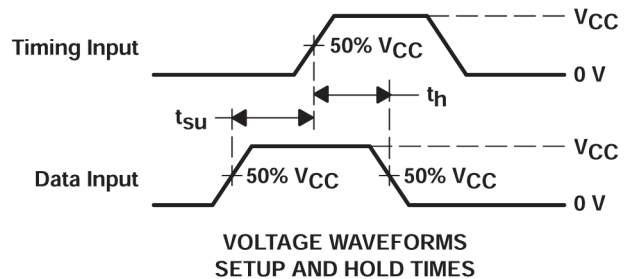 VCC
Timing Input
50% VCC
0 V
th
tsu
VCC
Data Input
50% VCC
50% VCC
0 V
VOLTAGE WAVEFORMS
SETUP AND HOLD TIMES